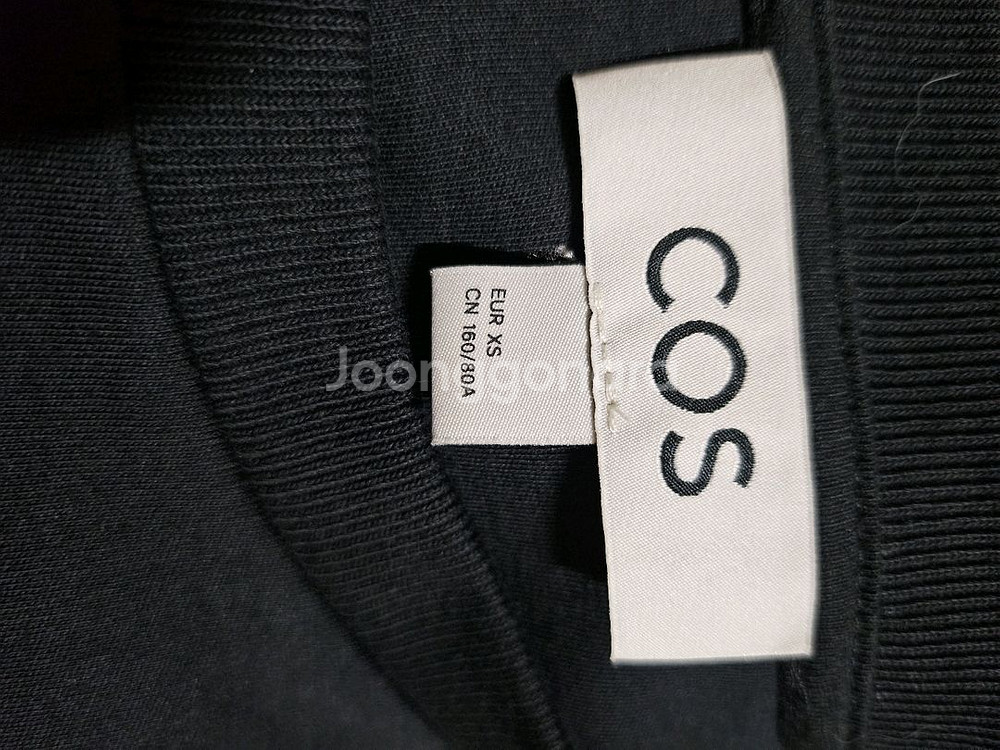 COS
EUR XS
CN 160/80A